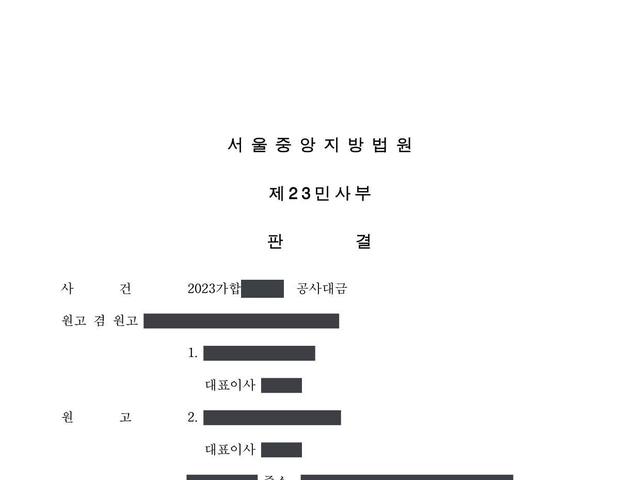 서울중앙지방법원
제23민사부
판 결
사 건 2023가합 공사대금
원고 겸 원고
1.
대표이사
원 고 2.
대표이사